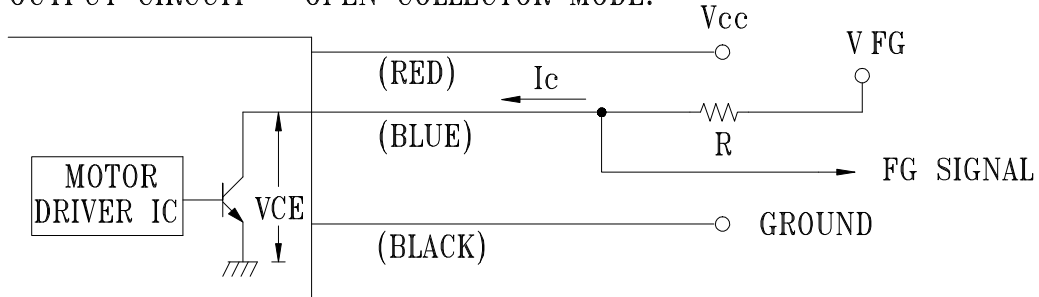 Vcc
V FG
(RED)
Ic
(BLUE)
R
MOTOR
DRIVER IC
VCE
FG SIGNAL
GROUND
(BLACK)